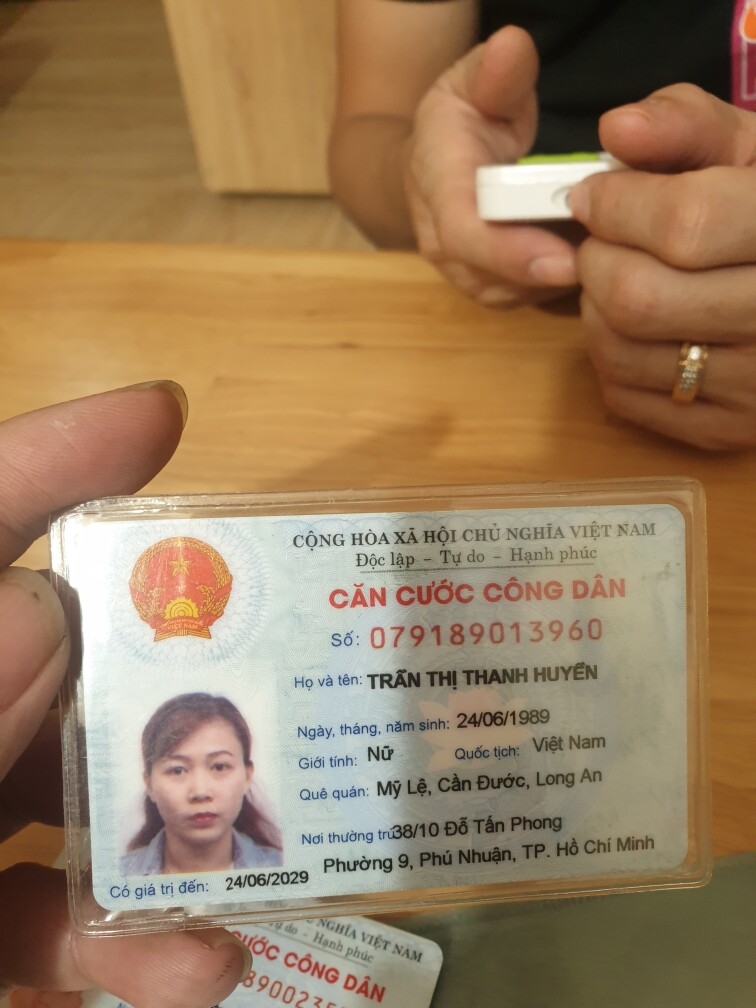 CỘNG HÒA XÃ HỘI CHỦ NGHĨA VIỆT NAM
Độc lập – Tự do – Hạnh phúc
CĂN CƯỚC CÔNG DÂN
Số: 079189013960
Họ và tên: TRẦN THỊ THANH HUYỀN
Ngày, tháng, năm sinh: 24/06/1989
Giới tính: Nữ Quốc tịch: Việt Nam
Quê quán: Mỹ Lệ, Cần Đước, Long An
Nơi thường trú: 38/10 Đỗ Tấn Phong
Phường 9, Phú Nhuận, TP. Hồ Chí Minh
Có giá trị đến: 24/06/2029
NGHĨA VIỆT NAM
Tự do – Hạnh phúc
CƯỚC CÔNG DÂN